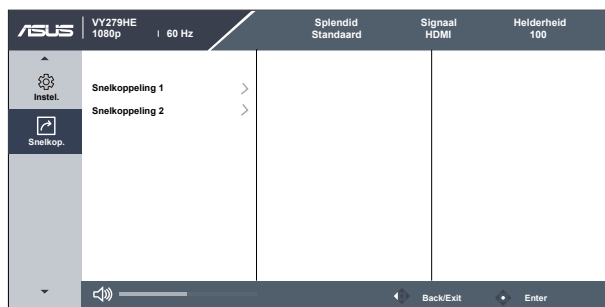 ASUS
VY279HE
1080p | 60 Hz
Splendid
Standaard
Signaal
HDMI
Helderheid
100
Instel.
Snelkop.
Snelkoppeling 1
Snelkoppeling 2
Back/Exit
Enter